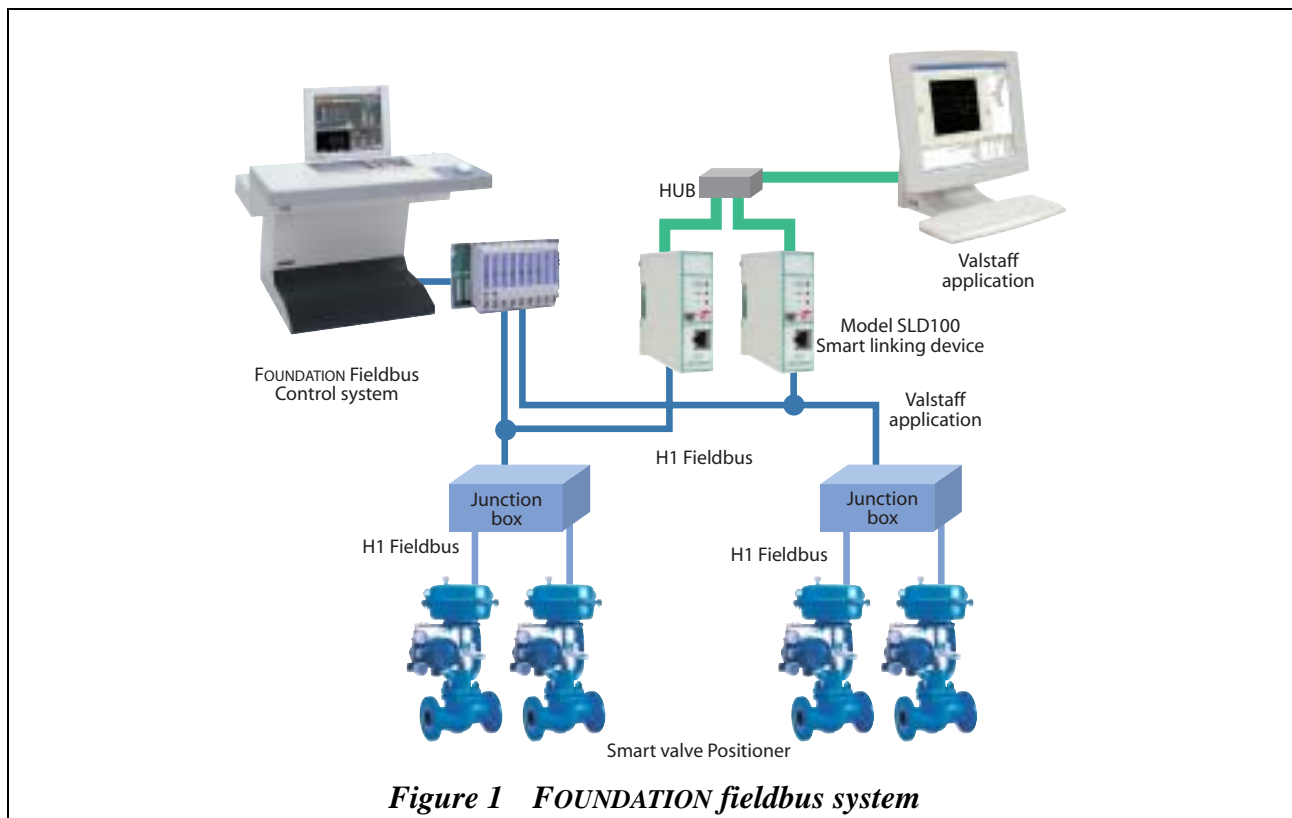 HUB
Valstaff
application
Model SLD100
Smart linking device
FOUNDATION Fieldbus
Control system
Valstaff
application
H1 Fieldbus
Junction
box
Junction
box
H1 Fieldbus
H1 Fieldbus
Smart valve Positioner
Figure 1 FOUNDATION fieldbus system